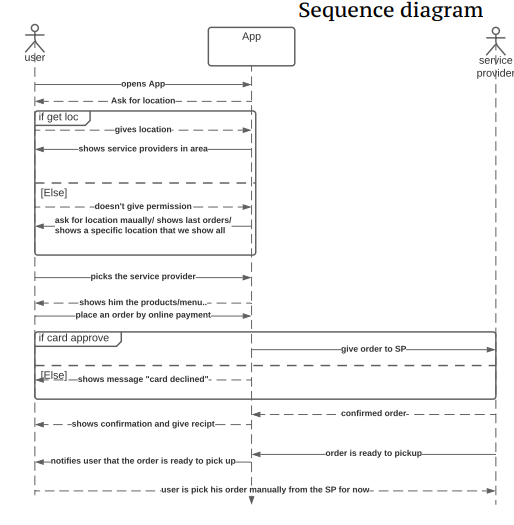 Sequence diagram
App
user
service
provider
opens App
Ask for location
if get loc
gives location
shows service providers in area
[Else]
doesn't give permission
ask for location maually/ shows last orders/
shows a specific location that we show all
picks the service provider
shows him the products/menu..
place an order by online payment
if card approve
give order to SP
[Else]
shows message "card declined"
confirmed order
shows confirmation and give recipt
order is ready to pickup
notifies user that the order is ready to pick up
user is pick his order manually from the SP for now